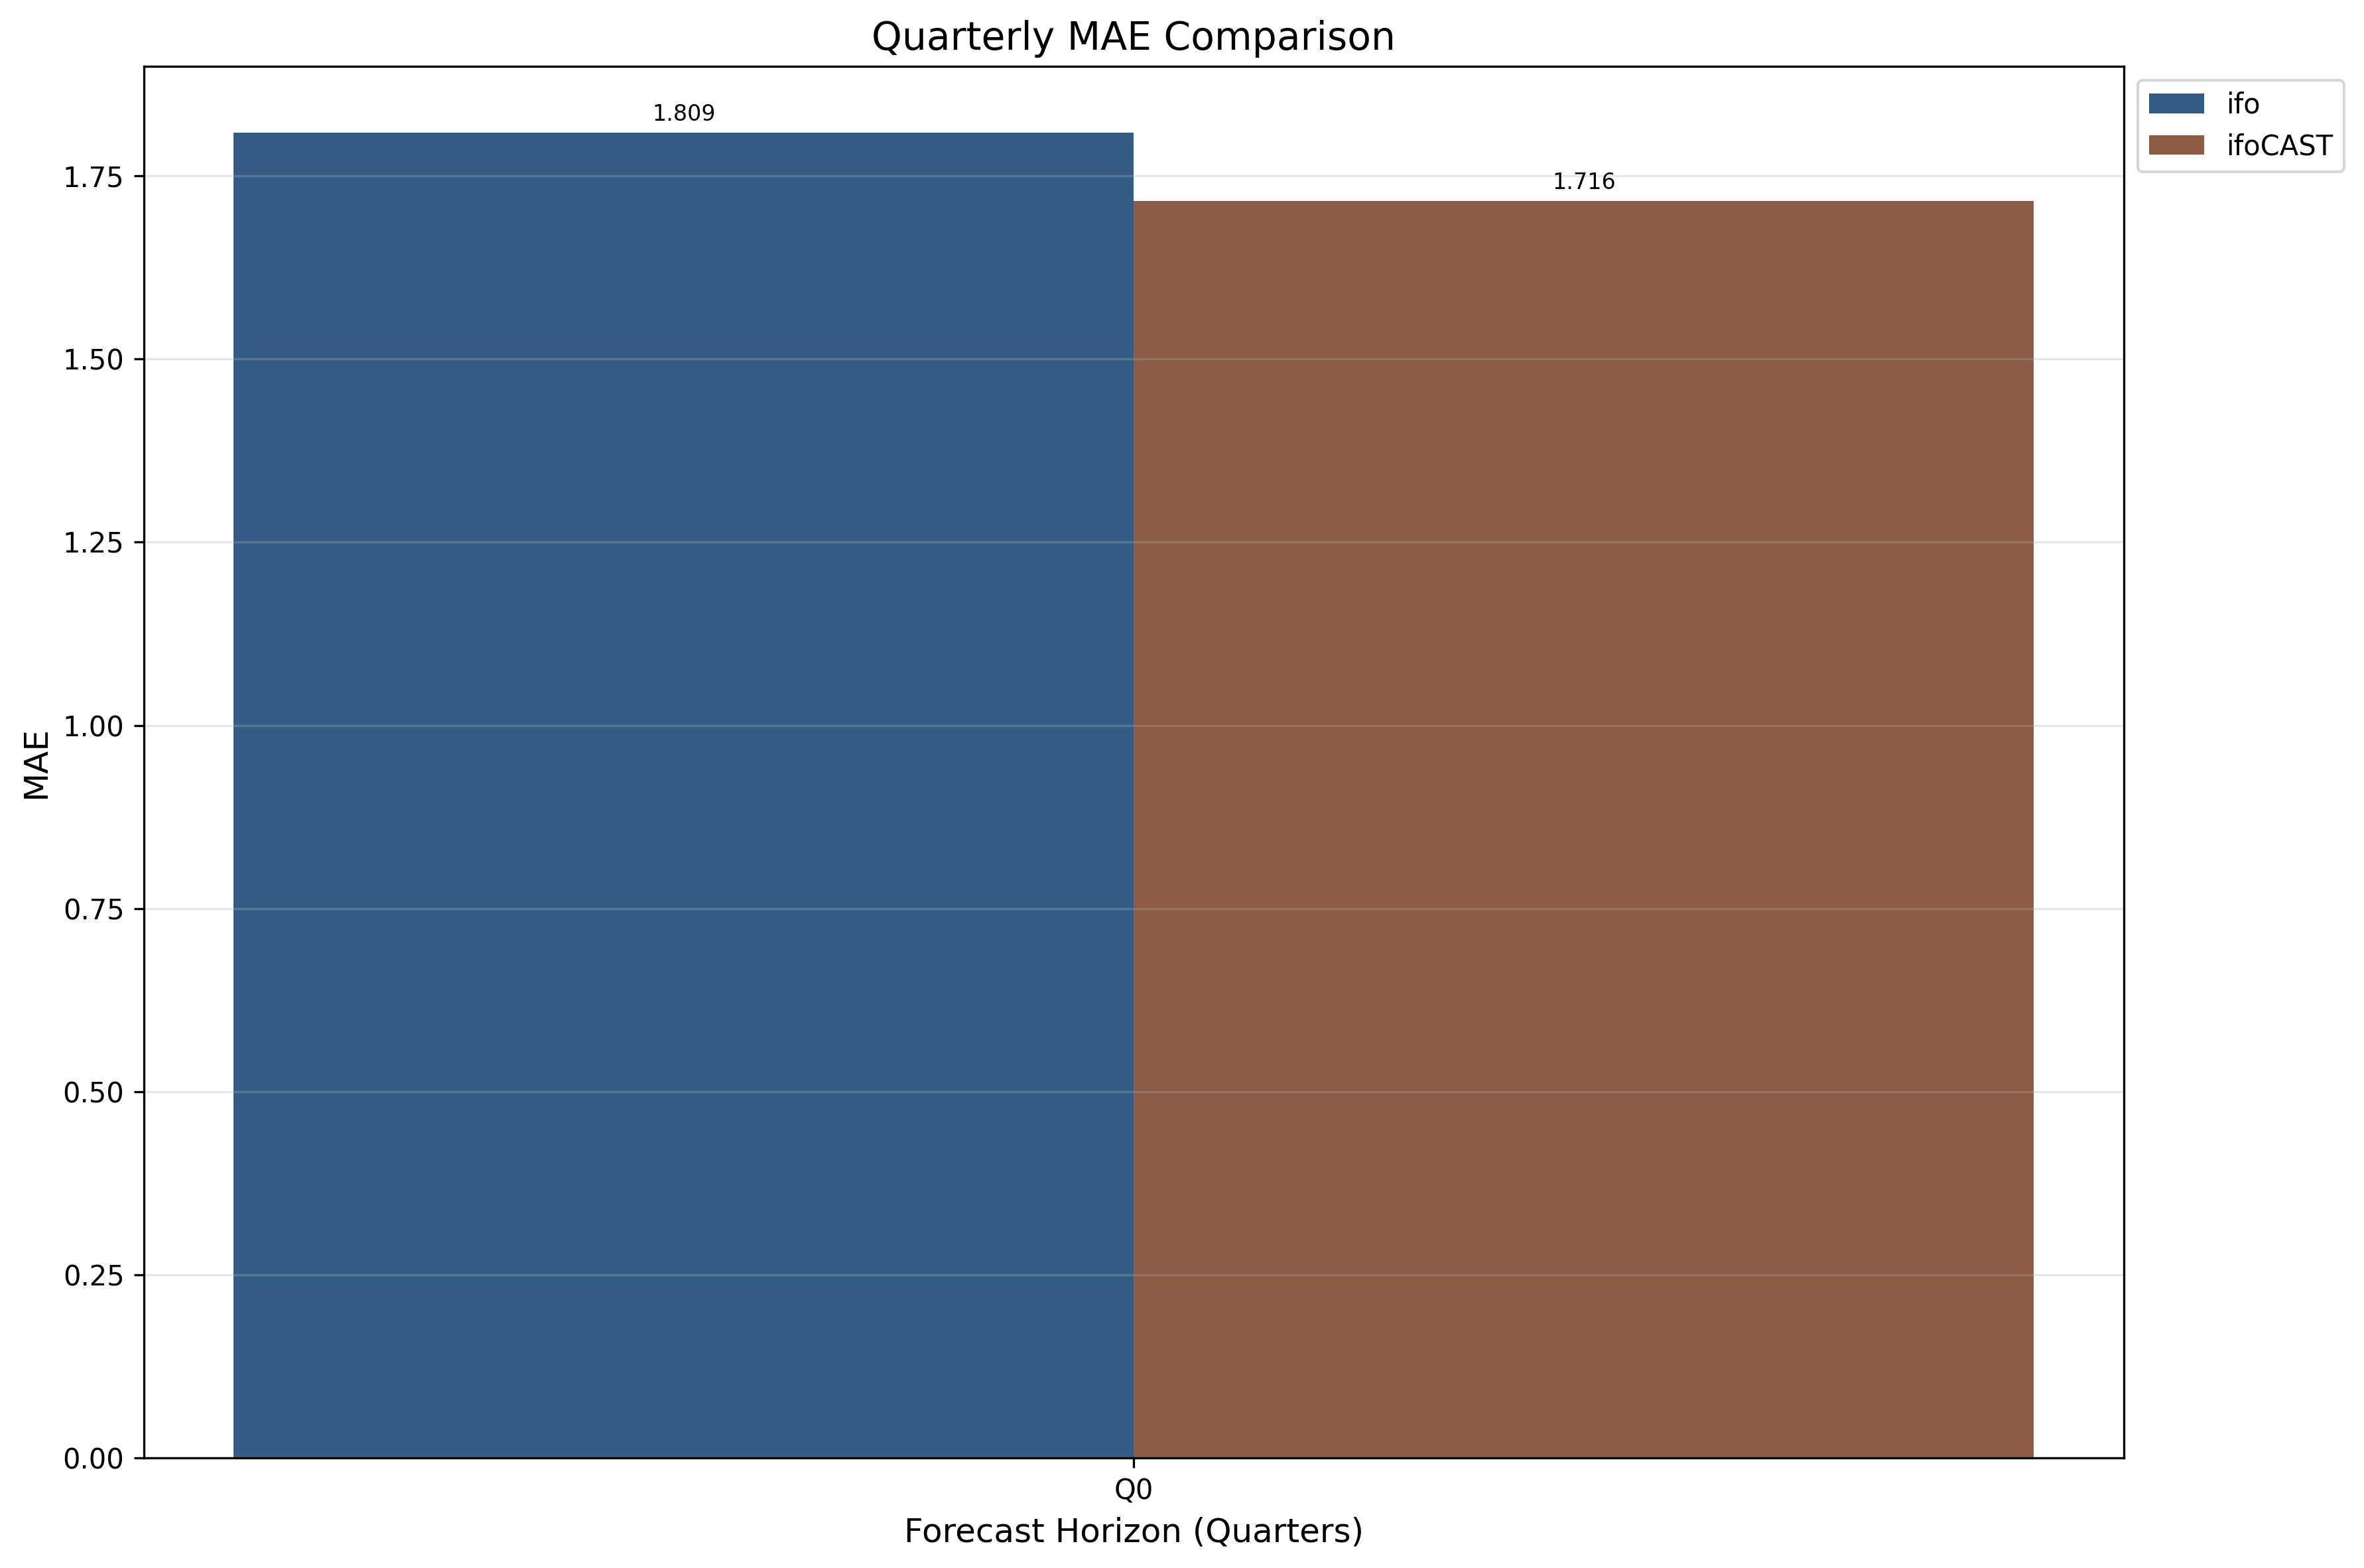 Quarterly MAE Comparison
ifo
ifoCAST
1.809
1.716
1.75
1.50
1.25
1.00
0.75
0.50
0.25
0.00
MAE
Q0
Forecast Horizon (Quarters)